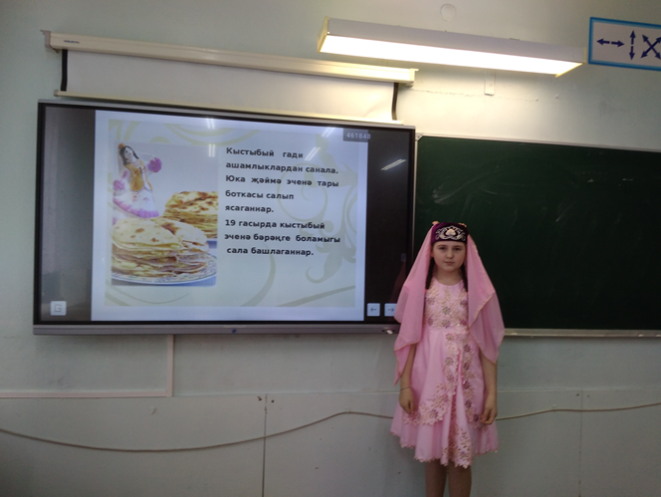 Кыстыбый гади
ашамлыклардан санала.
Юка җәймә эченә тары
боткасы салып
ясаганнар.
19 гасырда кыстыбый
эченә бәрәңге боламыгы
сала башлаганнар.